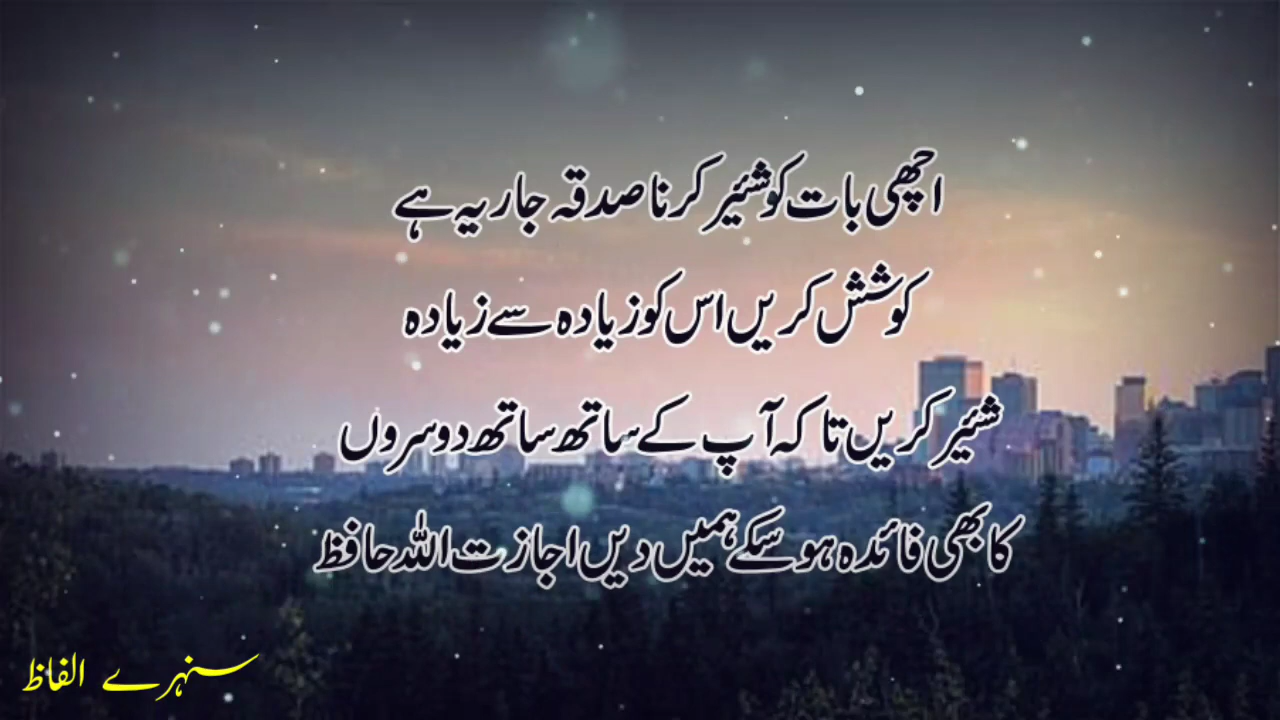 اچھی بات کو شئیر کرنا صدقہ جاریہ ہے
کوشش کریں اس کو زیادہ سے زیادہ
شئیر کریں تاکہ آپ کے ساتھ ساتھ دوسروں
کا بھی فائدہ ہو سکے ہمیں دیں اجازت اللہ حافظ
سنہرے الفاظ